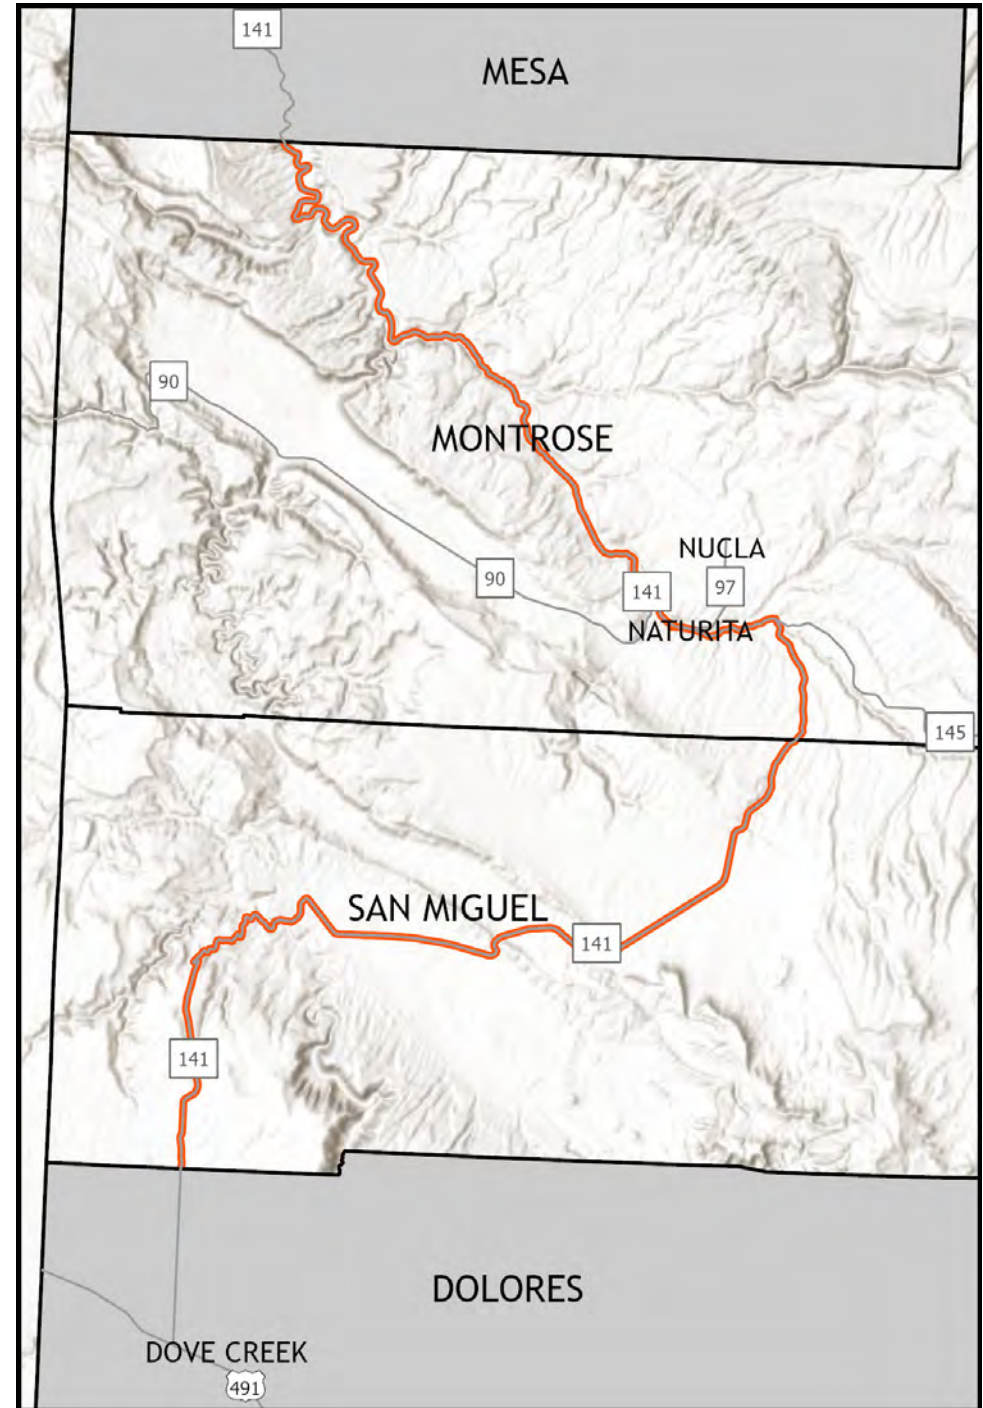 141
MESA
90
MONTROSE
NUCLA
90
141
97
NATURITA
145
SAN MIGUEL
141
141
DOLORES
DOVE CREEK
491